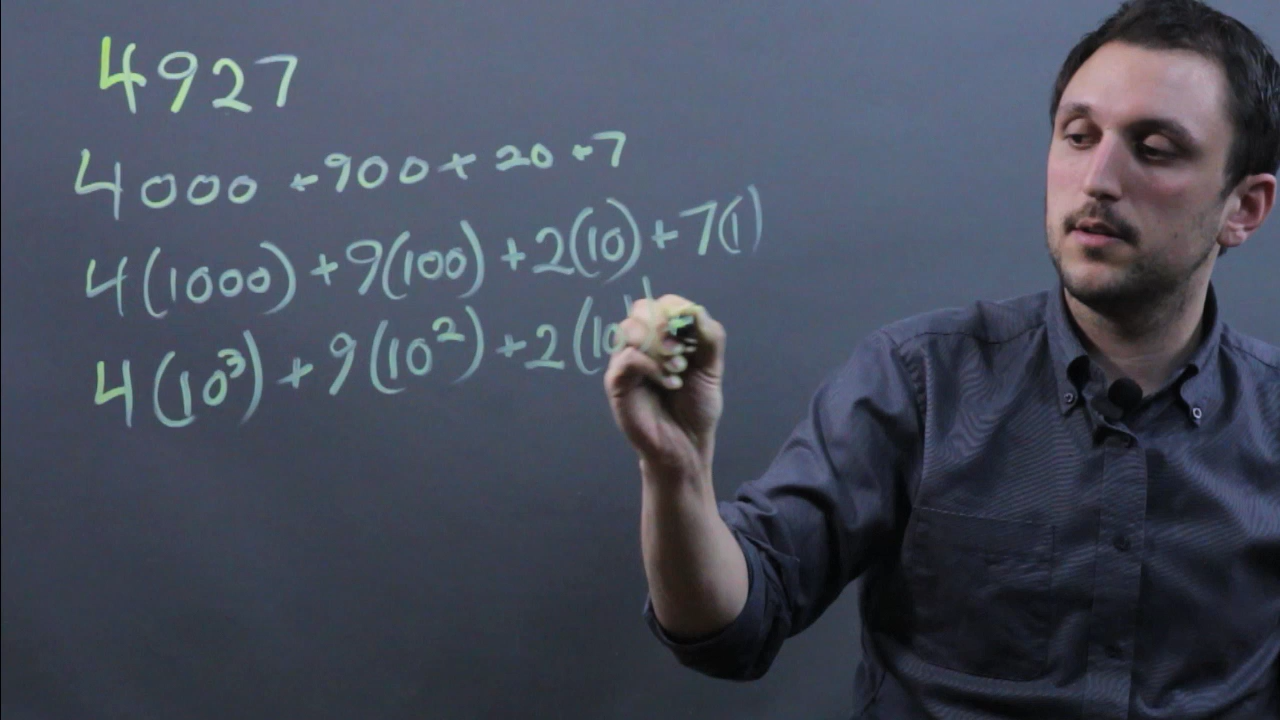 4927
4000 + 900 + 20 + 7
4(1000) + 9(100) + 2(10) + 7(1)
4(10³) + 9(10²) + 2(10